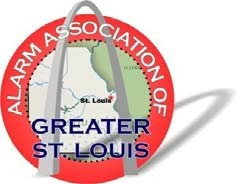 ALARM ASSOCIATION OF
St. Louis
GREATER
ST LOUIS